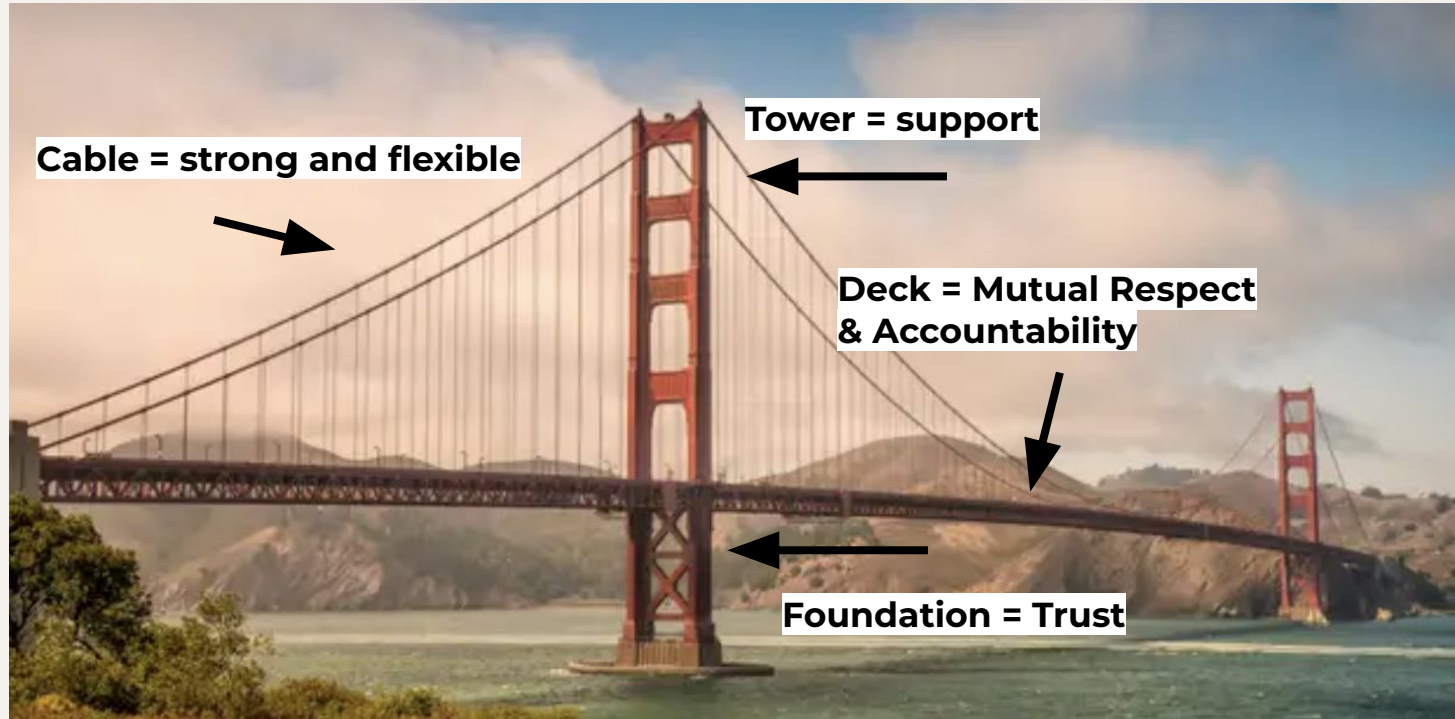 Tower = support
Cable = strong and flexible
Deck = Mutual Respect
& Accountability
Foundation = Trust